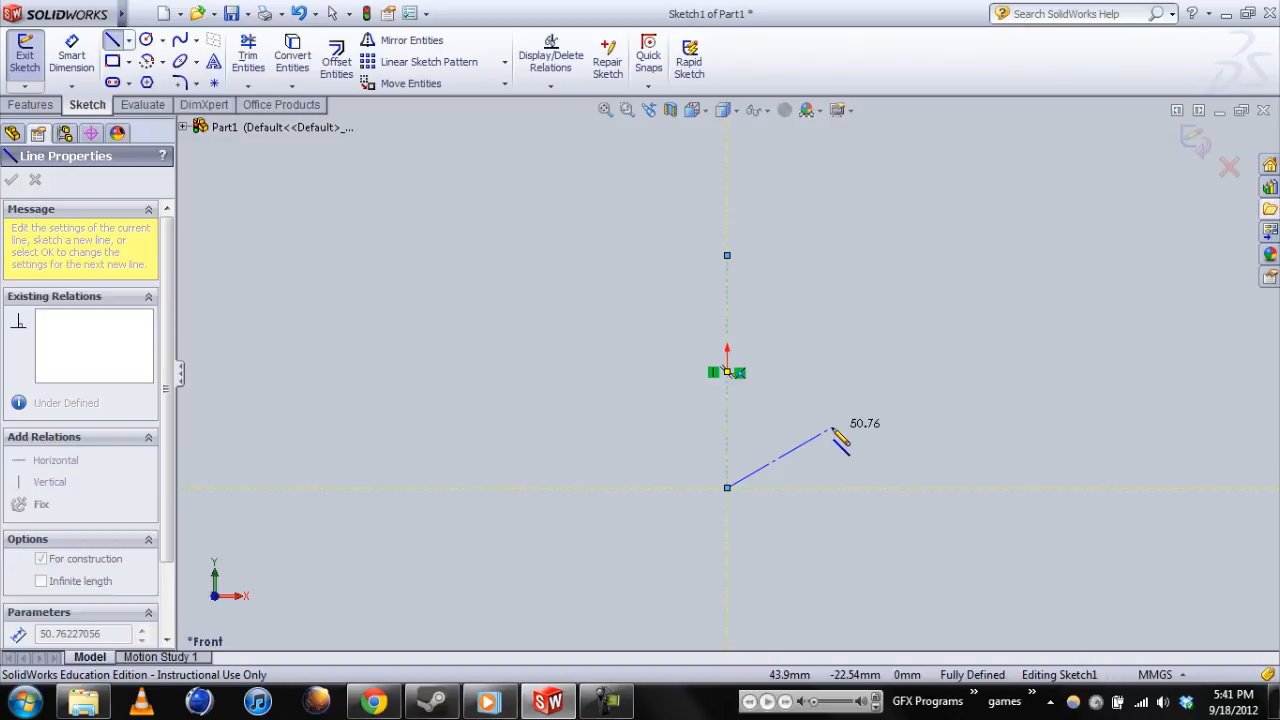 SOLIDWORKS
Sketch1 of Part1 *
Search SolidWorks Help
Exit Sketch
Smart Dimension
Trim Entities
Convert Entities
Offset Entities
Mirror Entities
Linear Sketch Pattern
Move Entities
Display/Delete Relations
Repair Sketch
Quick Snaps
Rapid Sketch
Features
Sketch
Evaluate
DimXpert
Office Products
Part1 (Default<<Default>_...
Line Properties
?
Message
Edit the settings of the current
line, sketch a new line, or
select OK to change the
settings for the next new line.
Existing Relations
Under Defined
Add Relations
Horizontal
Vertical
Fix
Options
For construction
Infinite length
Parameters
50.76227056
50.76
Y
X
*Front
Model
Motion Study 1
SolidWorks Education Edition - Instructional Use Only
43.9mm
-22.54mm
0mm
Fully Defined
Editing Sketch1
MMGS
GFX Programs
games
5:41 PM
9/18/2012